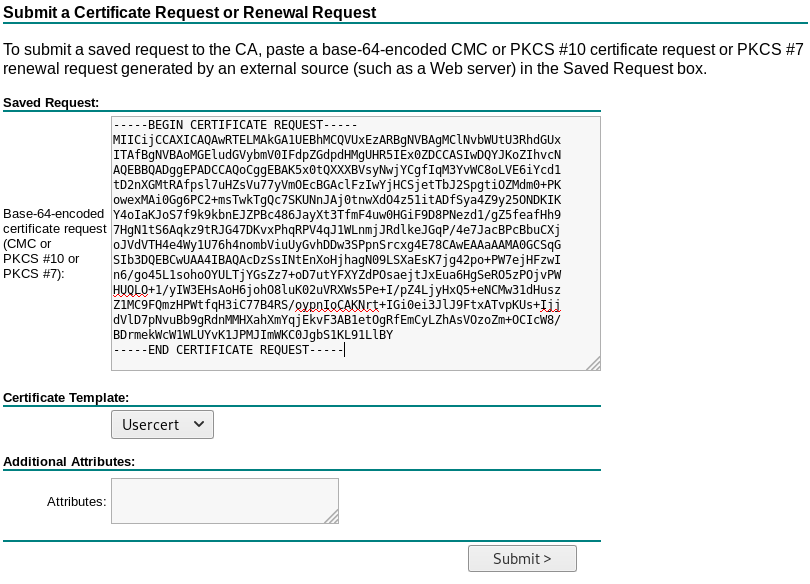 Submit a Certificate Request or Renewal Request
To submit a saved request to the CA, paste a base-64-encoded CMC or PKCS #10 certificate request or PKCS #7
renewal request generated by an external source (such as a Web server) in the Saved Request box.
Saved Request:
Base-64-encoded
certificate request
(CMC or
PKCS #10 or
PKCS #7):
-----BEGIN CERTIFICATE REQUEST-----
MIICijCCAXICAQAwRTELMAkGA1UEBhMCQVUxEzARBgNVBAgMClNvbWUtU3RhdGUx
ITAfBgNVBAoMGEludGVybmV0IFdpZGdpdHMgUHR5IEx0ZDCCASIwDQYJKoZIhvcN
AQEBBQADggEPADCCAQoCggEBAK5x0tQXXXBVsyNwjYCgfIqM3YvWC8oLVE6iYcd1
tD2nXGMtRAfpsl7uHZsVu77yVmOEcBGAclFzIwYjHCSjetTbJ2SpgtiOZMdm0+PK
owexMAi0Gg6PC2+msTwkTgQc7SKUNnJAj0tnwXdO4z51itADfSya4Z9y25ONDKIK
Y4oIaKJoS7f9k9kbnEJZPBc486JayXt3TfmF4uw0HGiF9D8PNezd1/gZ5feafHh9
7HgN1tS6Aqkz9tRJG47DKvxPhqRPV4qJ1WLnmjJRdlkeJGqP/4e7JacBPcBbuCXj
oJVdVTH4e4Wy1U76h4nombViuUyGvhDDw3SPpnSrcxg4E78CAwEAAaAAMA0GCSqG
SIb3DQEBCwUAA4IBAQAcDzSsINtEnXoHjhagN09LSXaEsK7jg42po+PW7ejHFzwI
n6/go45L1sohoOYULTjYGsZz7+oD7utYFXYZdPOsaejtJxEua6HgSeRO5zPOjvPW
HUQLO+1/yIW3EHsAoH6johO8luK02uVRXWs5Pe+I/pZ4LjyHxQ5+eNCMw31dHusz
Z1MC9FQmzHPWtfqH3iC77B4RS/oypnIoCAKNrt+IGi0ei3JlJ9FtxATvpKUs+Ijj
dVlD7pNvuBb9gRdnMMHXahXmYqjEkvF3AB1etOgRfEmCyLZhAsVOzoZm+OCIcW8/
BDrmekWcW1WLUYvK1JPMJImWKC0JgbS1KL91LlBY
-----END CERTIFICATE REQUEST-----
Certificate Template:
Usercert
Additional Attributes:
Attributes:
Submit >